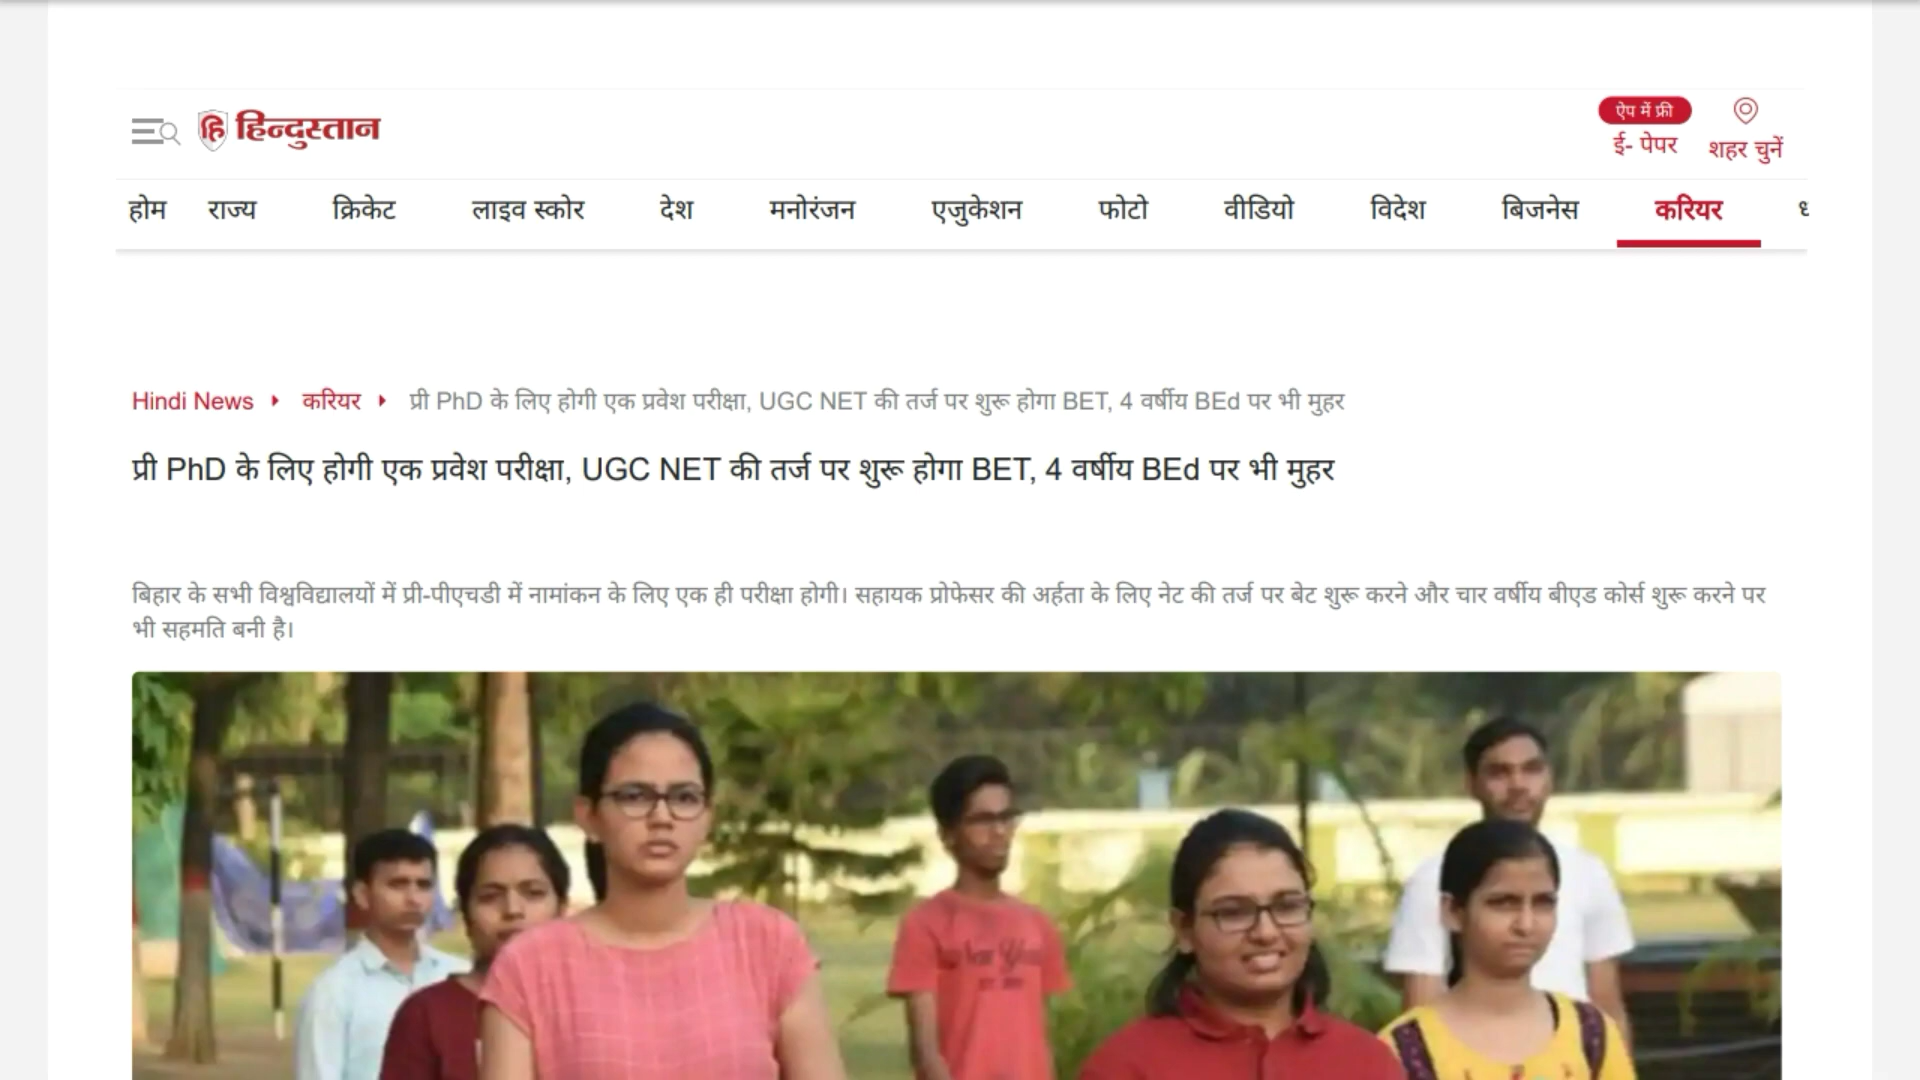 हि हिन्दुस्तान
ऐप में फ्री
ई- पेपर
शहर चुनें
होम राज्य क्रिकेट लाइव स्कोर देश मनोरंजन एजुकेशन फोटो वीडियो विदेश बिजनेस करियर
Hindi News करियर प्री PhD के लिए होगी एक प्रवेश परीक्षा, UGC NET की तर्ज पर शुरू होगा BET, 4 वर्षीय BEd पर भी मुहर
प्री PhD के लिए होगी एक प्रवेश परीक्षा, UGC NET की तर्ज पर शुरू होगा BET, 4 वर्षीय BEd पर भी मुहर
बिहार के सभी विश्वविद्यालयों में प्री-पीएचडी में नामांकन के लिए एक ही परीक्षा होगी। सहायक प्रोफेसर की अर्हता के लिए नेट की तर्ज पर बेट शुरू करने और चार वर्षीय बीएड कोर्स शुरू करने पर
भी सहमति बनी है।
New York